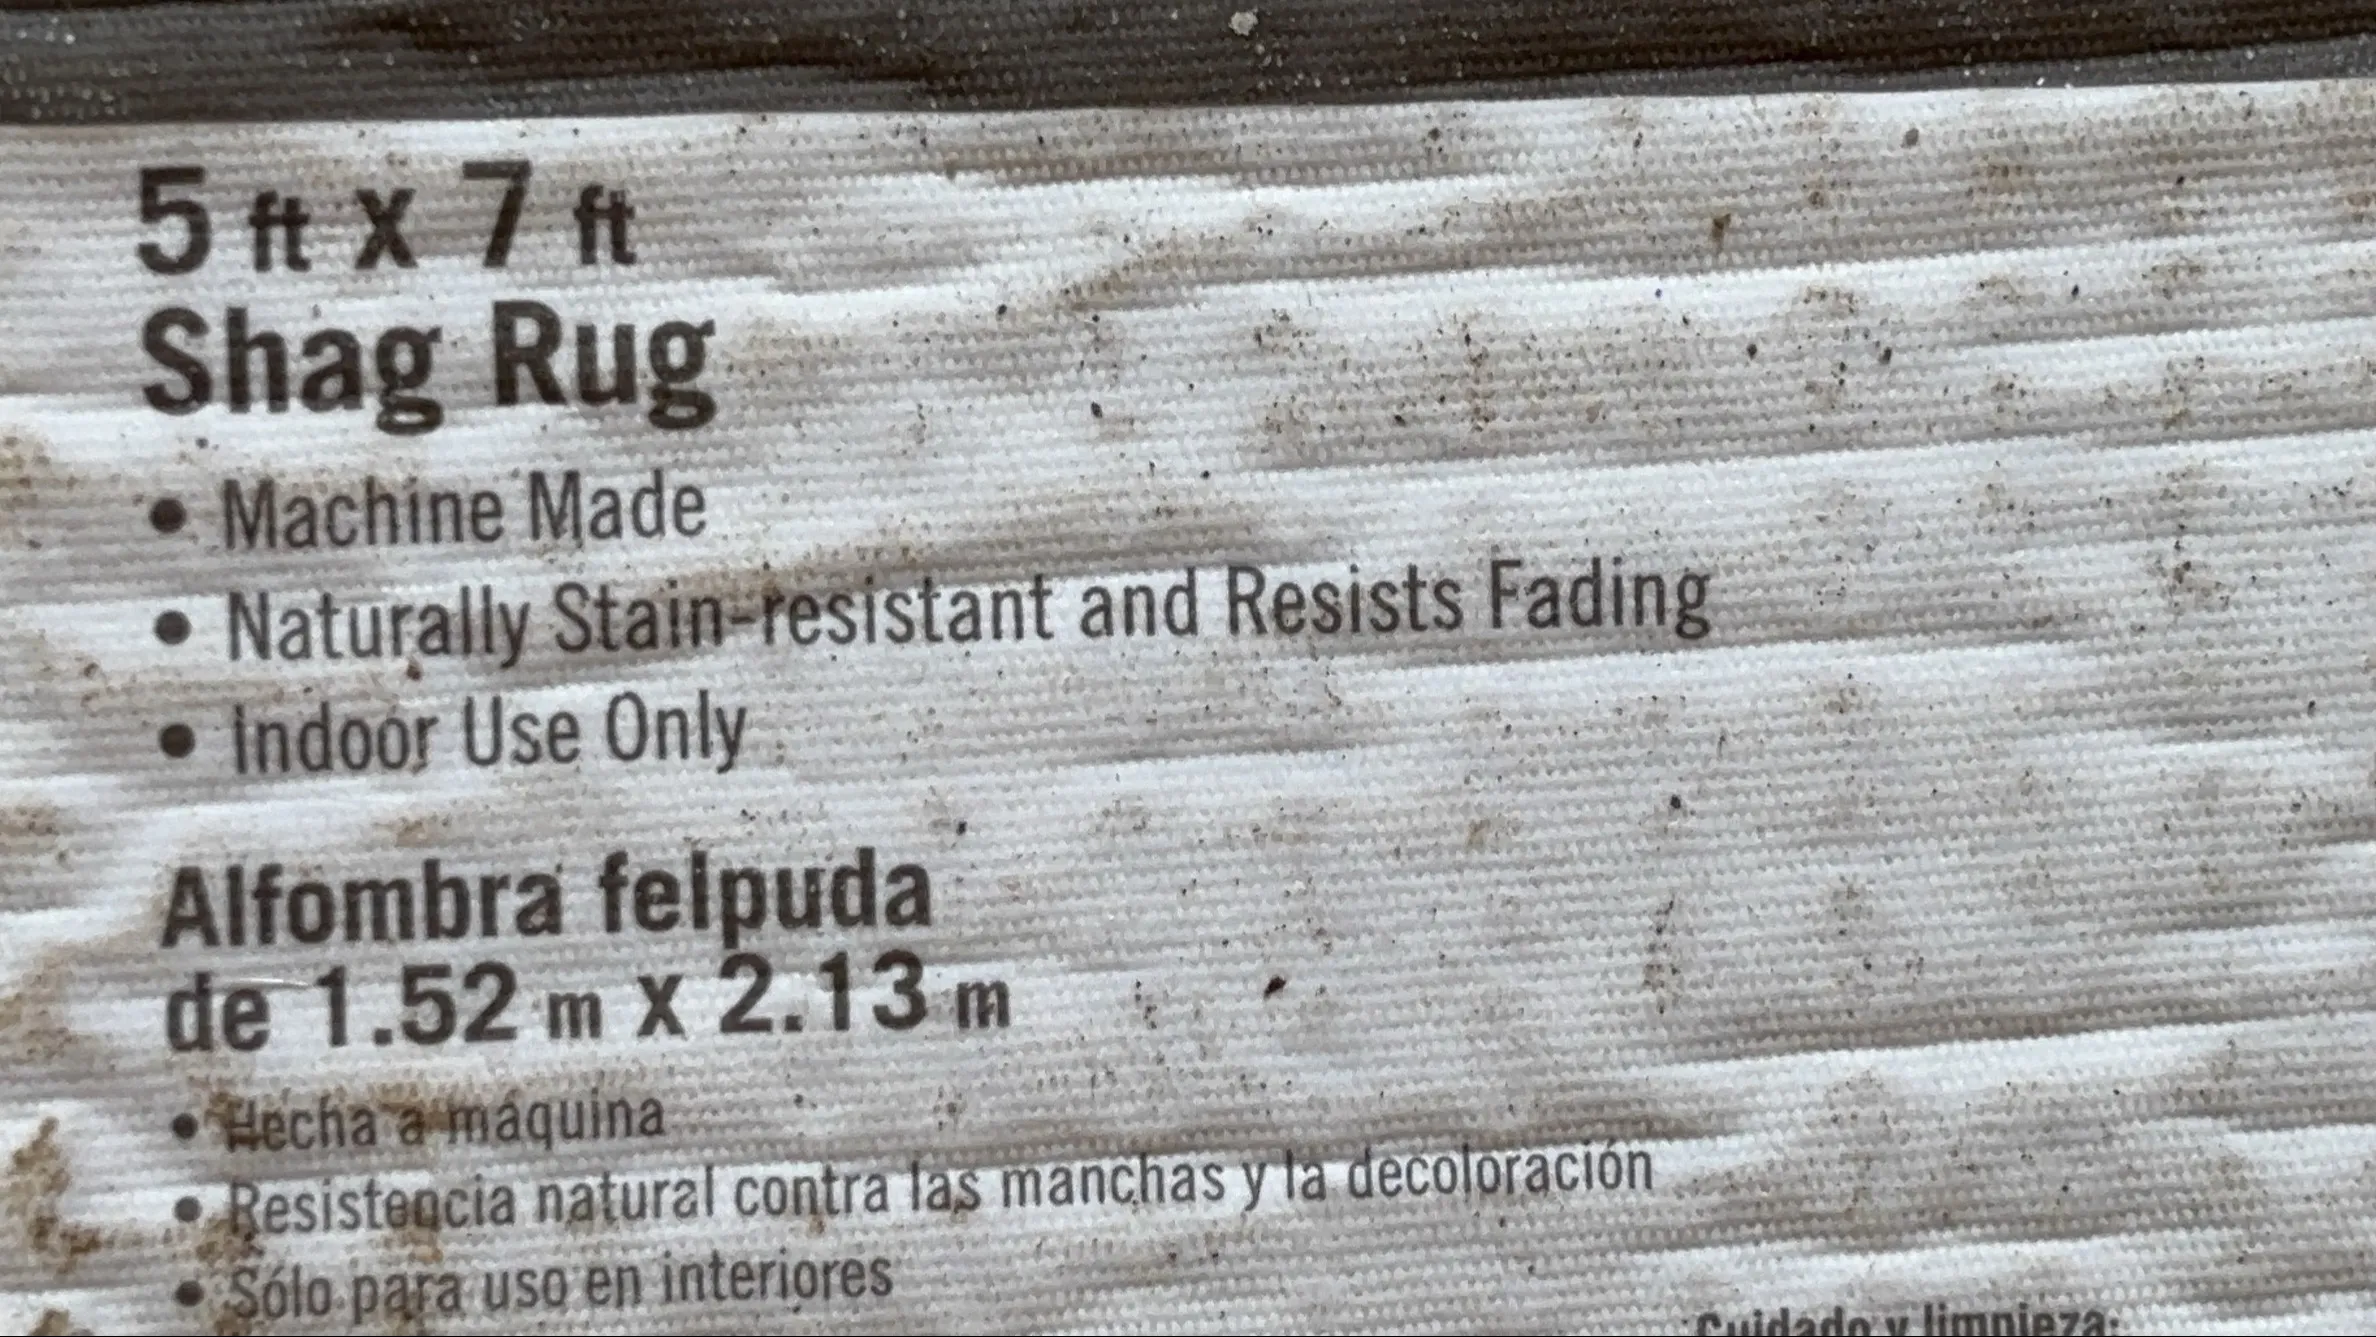 5 ft x 7 ft
Shag Rug
• Machine Made
• Naturally Stain-resistant and Resists Fading
• Indoor Use Only
Alfombra felpuda
de 1.52 m x 2.13 m
• Hecha a máquina
• Resistencia natural contra las manchas y la decoloración
• Sólo para uso en interiores
Cuidado y limpieza: